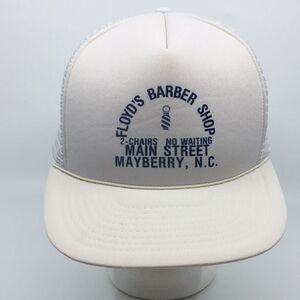 FLOYD'S BARBER SHOP
2-CHAIRS NO WAITING
MAIN STREET
MAYBERRY, N.C.